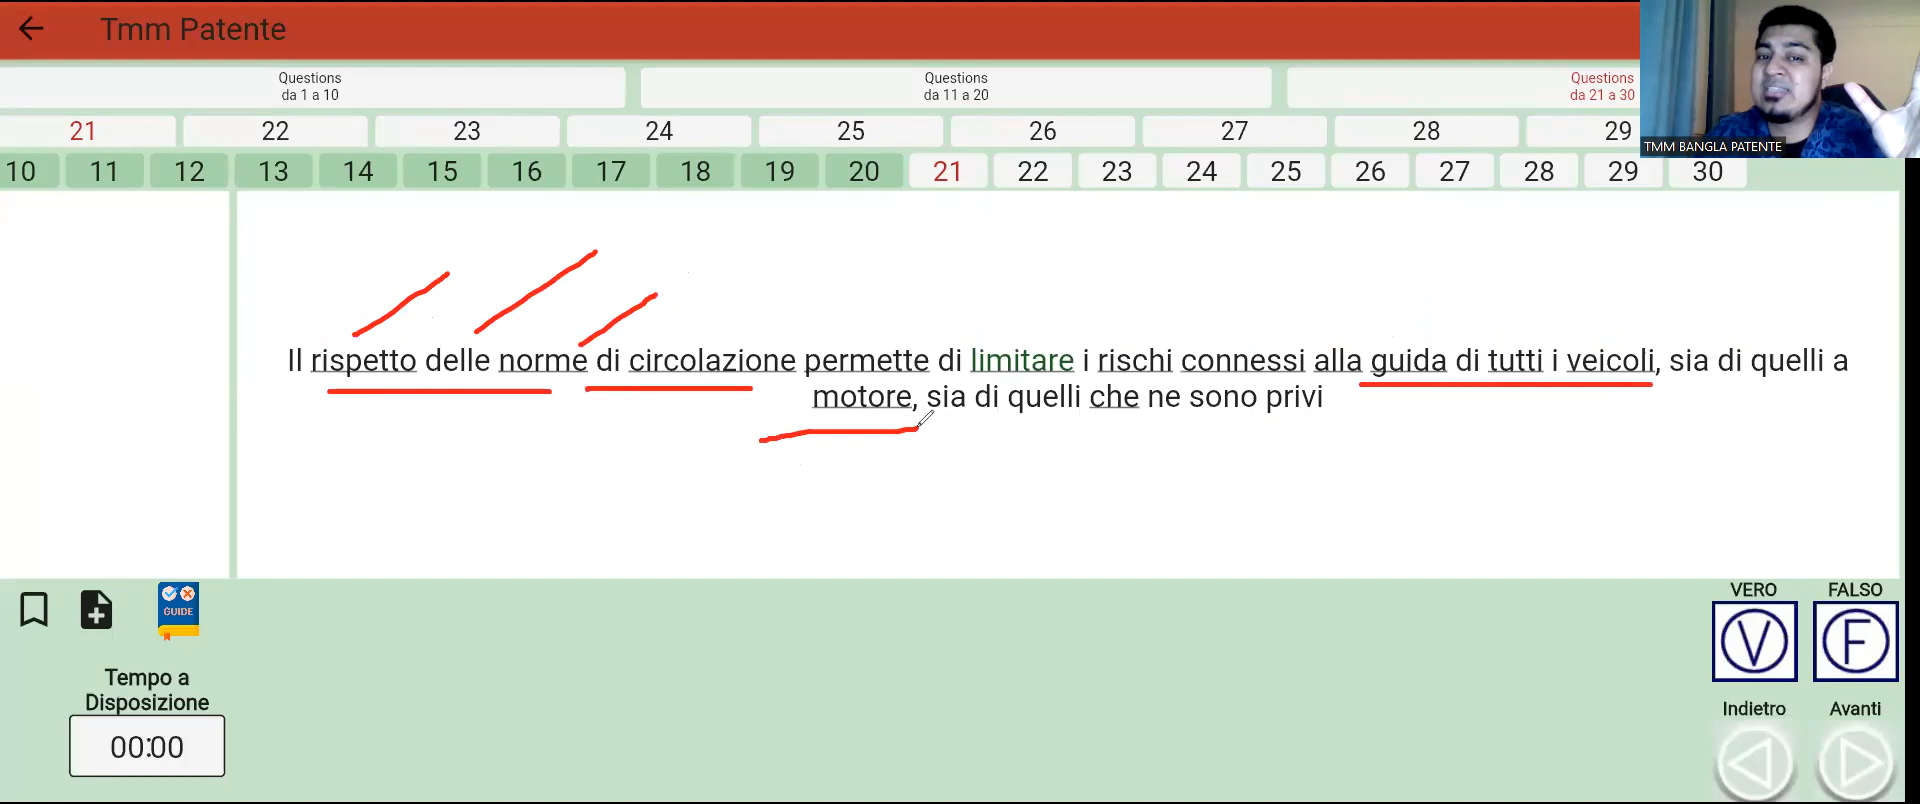 Tmm Patente
Questions
da 1 a 10
Questions
da 11 a 20
Questions
da 21 a 30
21 22 23 24 25 26 27 28 29
TMM BANGLA PATENTE
10 11 12 13 14 15 16 17 18 19 20 21 22 23 24 25 26 27 28 29 30
Il rispetto delle norme di circolazione permette di limitare i rischi connessi alla guida di tutti i veicoli, sia di quelli a
motore, sia di quelli che ne sono privi
GUIDE
VERO FALSO
V F
Tempo a
Disposizione
00:00
Indietro Avanti